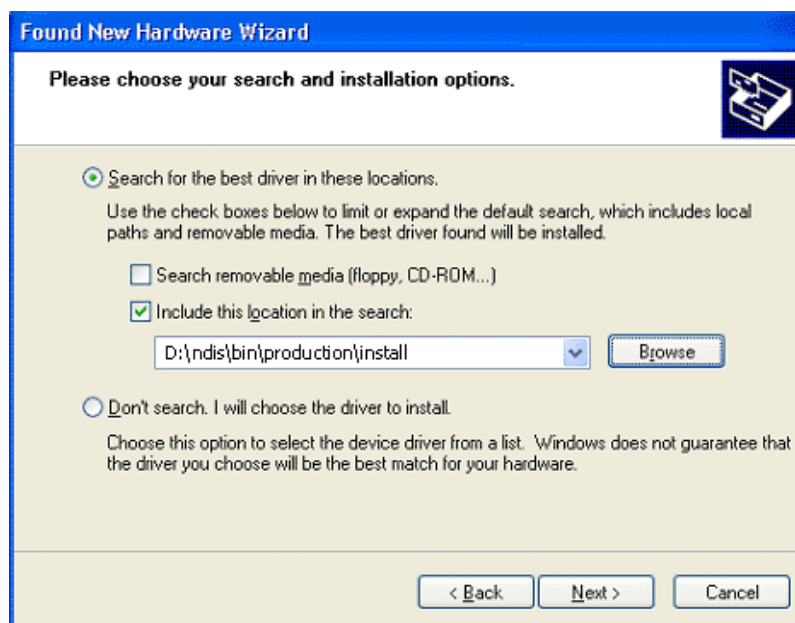 Found New Hardware Wizard
Please choose your search and installation options.
Search for the best driver in these locations.
Use the check boxes below to limit or expand the default search, which includes local
paths and removable media. The best driver found will be installed.
Search removable media (floppy, CD-ROM...)
Include this location in the search:
D:\ndis\bin\production\install
Browse
Don't search. I will choose the driver to install.
Choose this option to select the device driver from a list. Windows does not guarantee that
the driver you choose will be the best match for your hardware.
< Back
Next >
Cancel